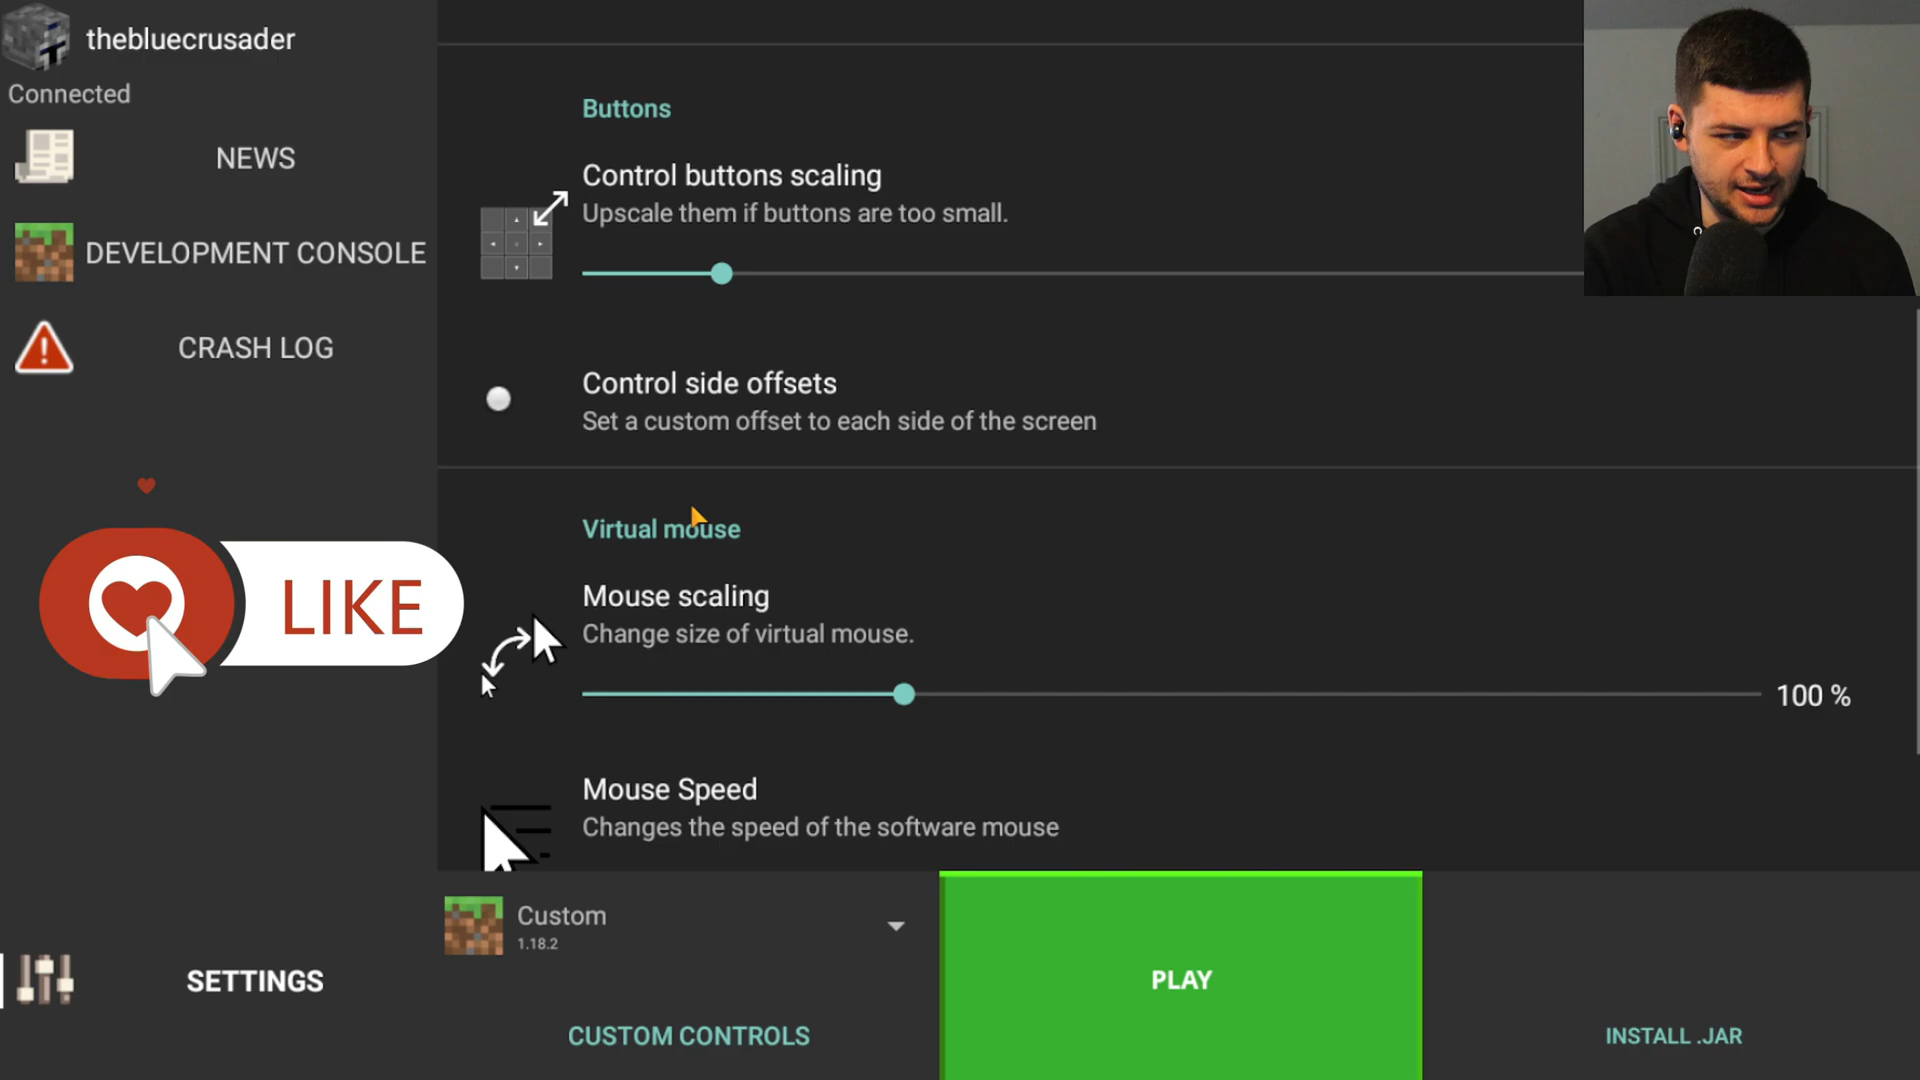 thebluecrusader
Connected
NEWS
DEVELOPMENT CONSOLE
CRASH LOG
LIKE
SETTINGS
Buttons
Control buttons scaling
Upscale them if buttons are too small.
Control side offsets
Set a custom offset to each side of the screen
Virtual mouse
Mouse scaling
Change size of virtual mouse.
100 %
Mouse Speed
Changes the speed of the software mouse
Custom
1.18.2
CUSTOM CONTROLS
PLAY
INSTALL .JAR